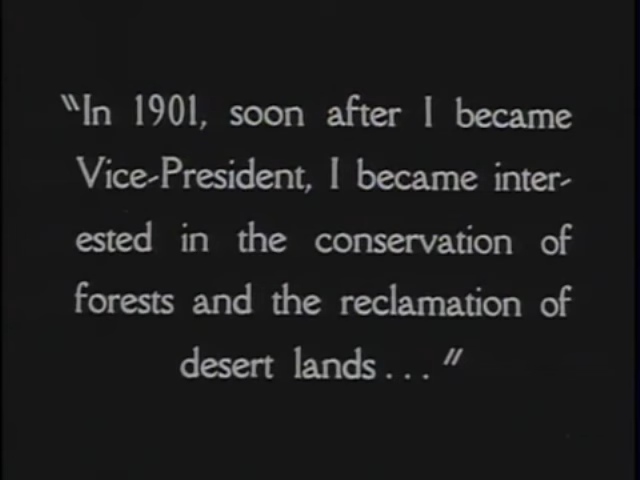 "In 1901, soon after I became
Vice-President, I became inter-
ested in the conservation of
forests and the reclamation of
desert lands..."